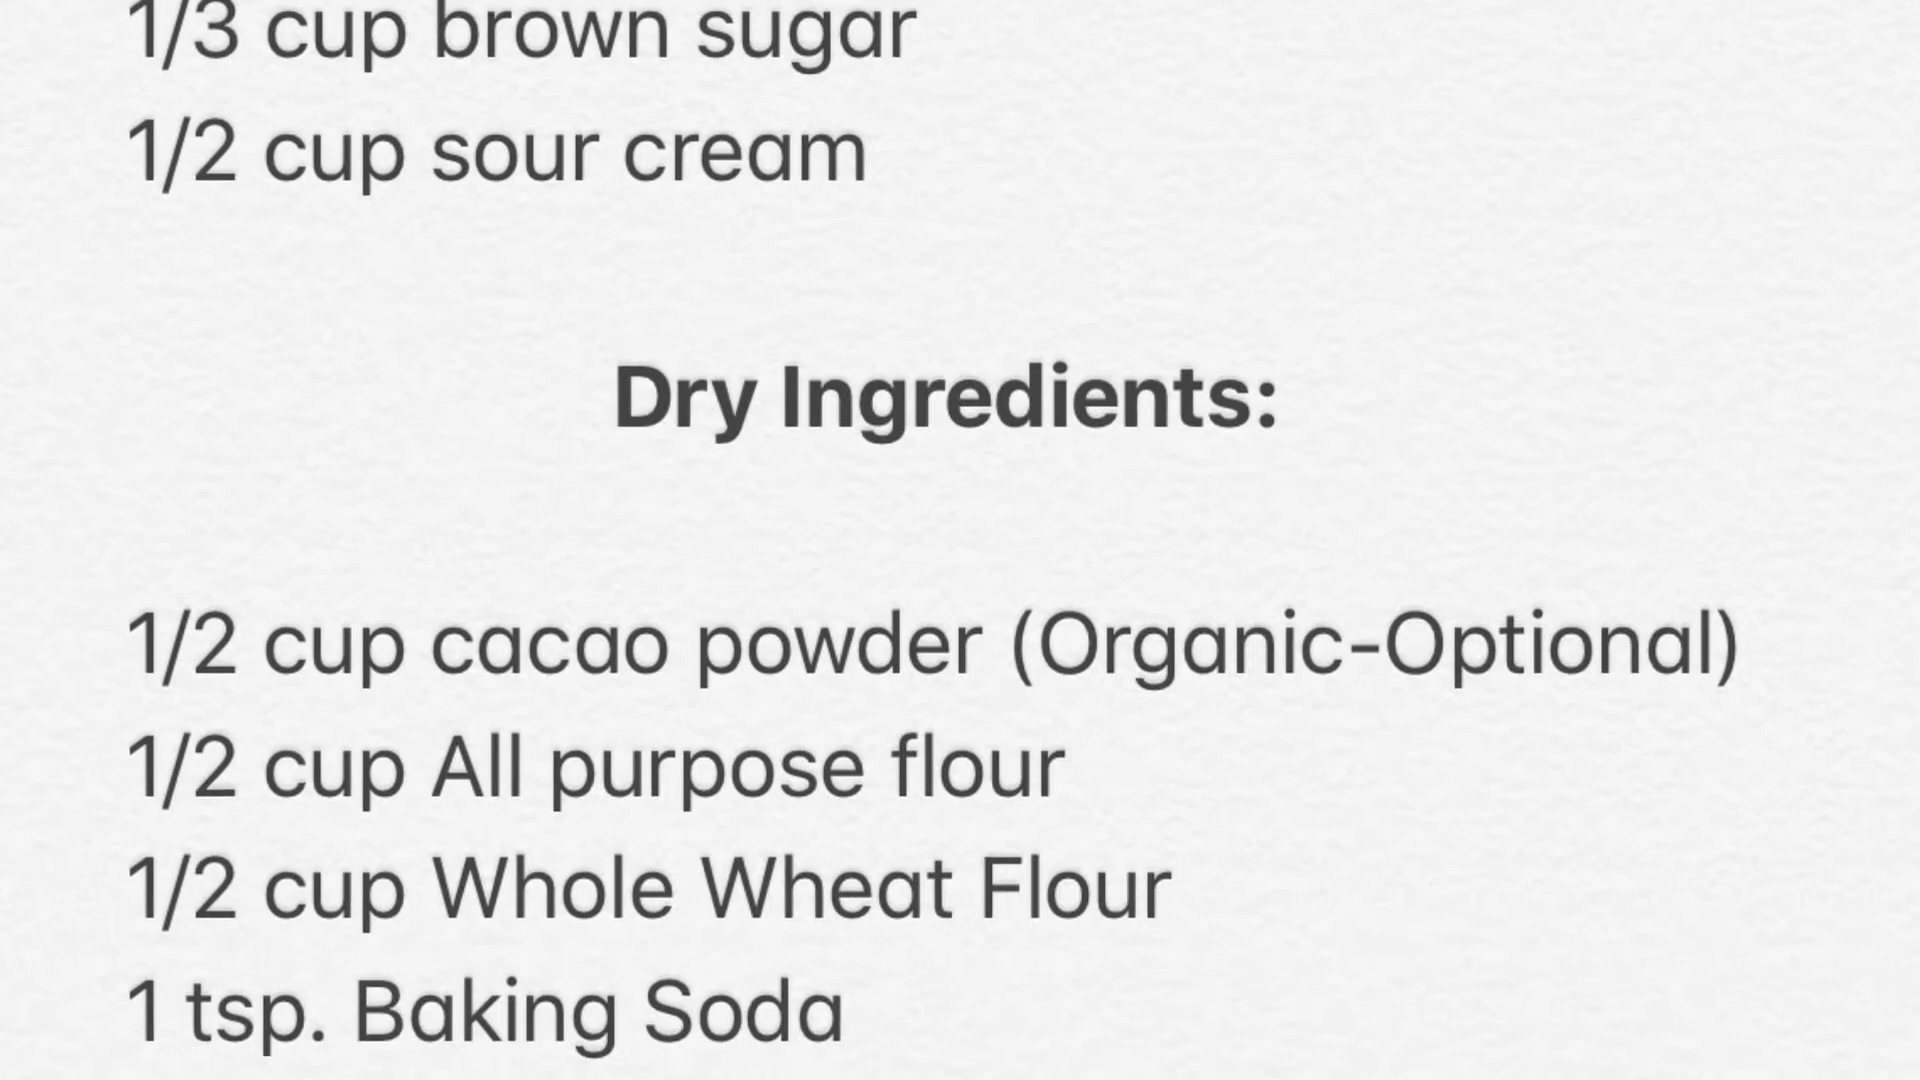 1/3 cup brown sugar
1/2 cup sour cream
Dry Ingredients:
1/2 cup cacao powder (Organic-Optional)
1/2 cup All purpose flour
1/2 cup Whole Wheat Flour
1 tsp. Baking Soda